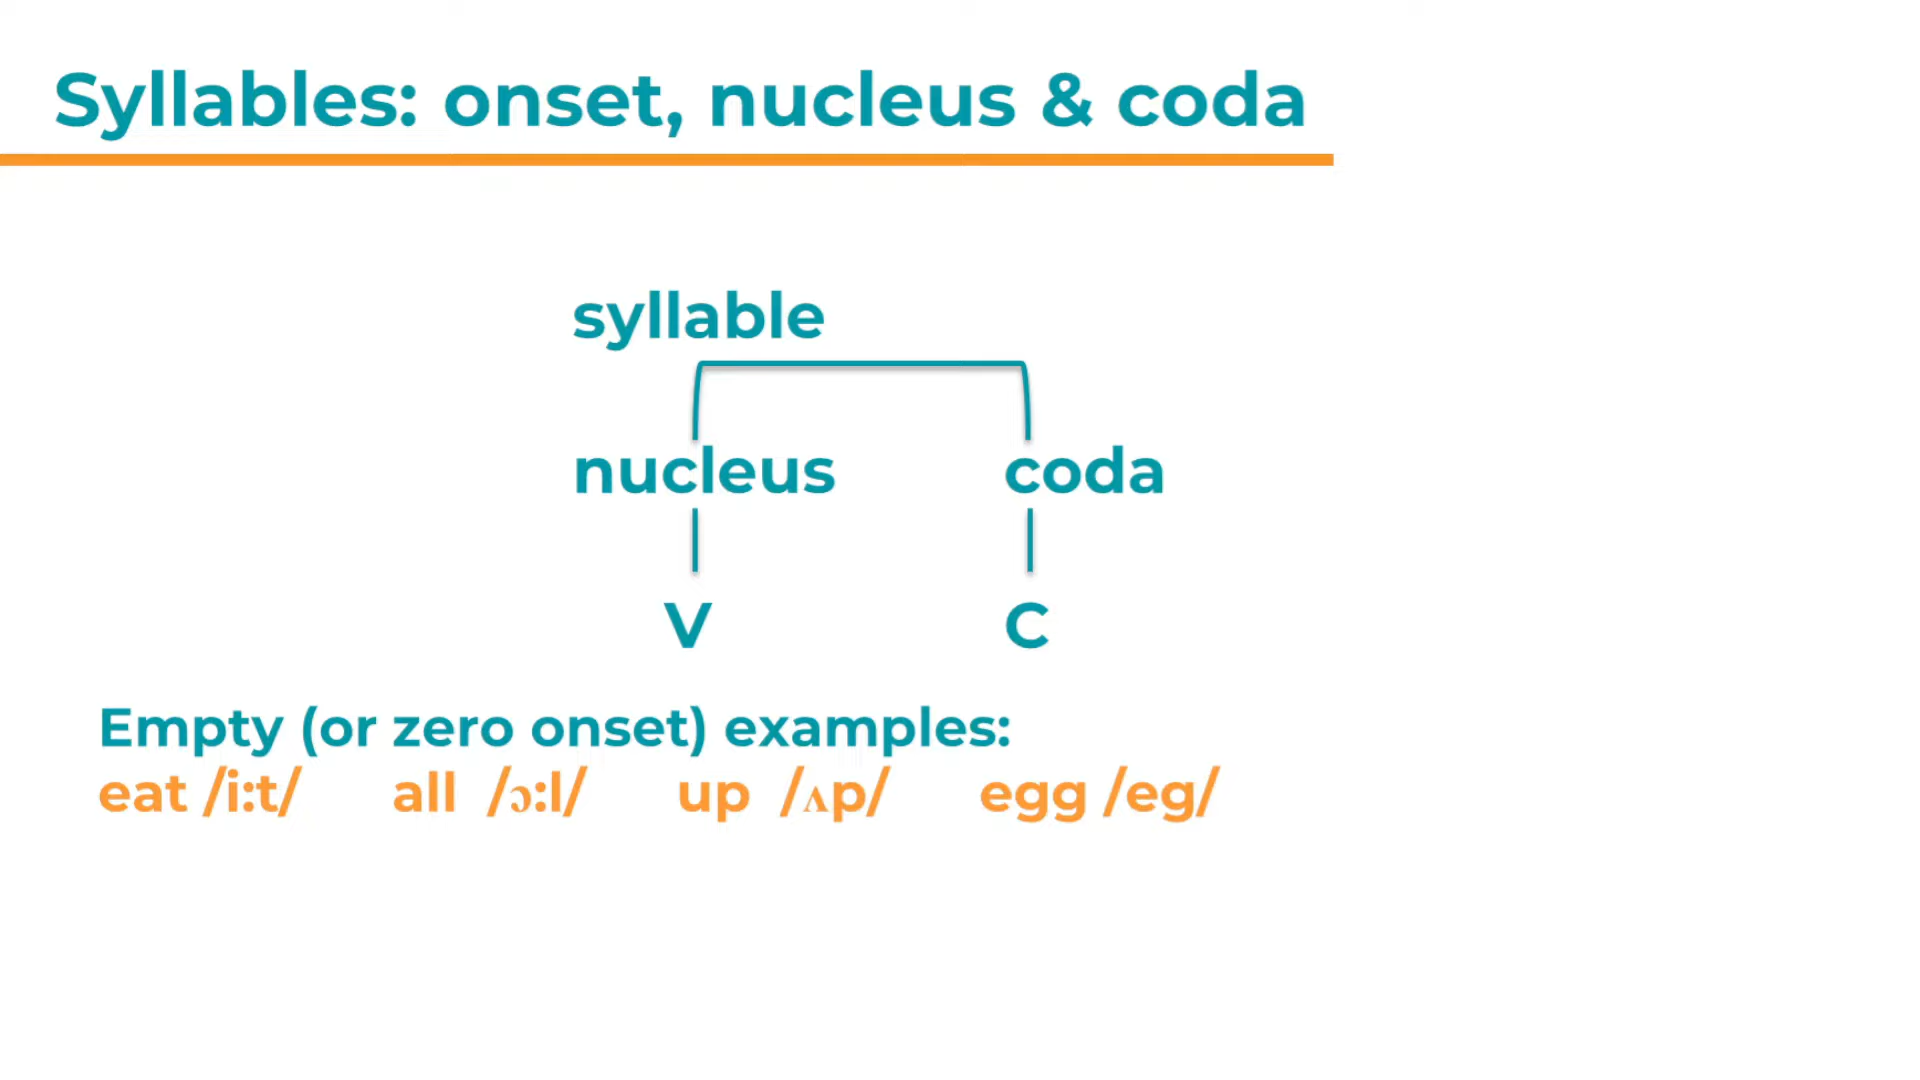 Syllables: onset, nucleus & coda
syllable
nucleus coda
V C
Empty (or zero onset) examples:
eat /i:t/ all /ɔ:l/ up /ʌp/ egg /eg/